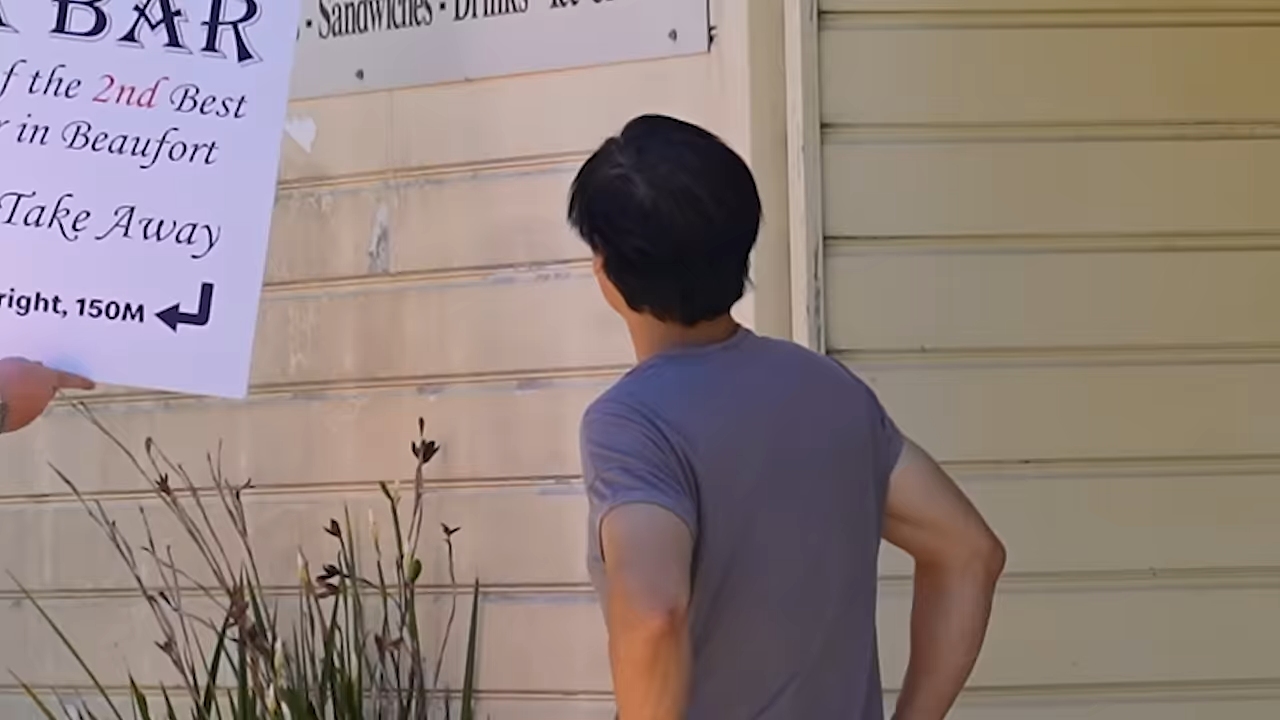 BAR
- Sandwiches - Drinks
f the 2nd Best
in Beaufort
Take Away
right, 150M